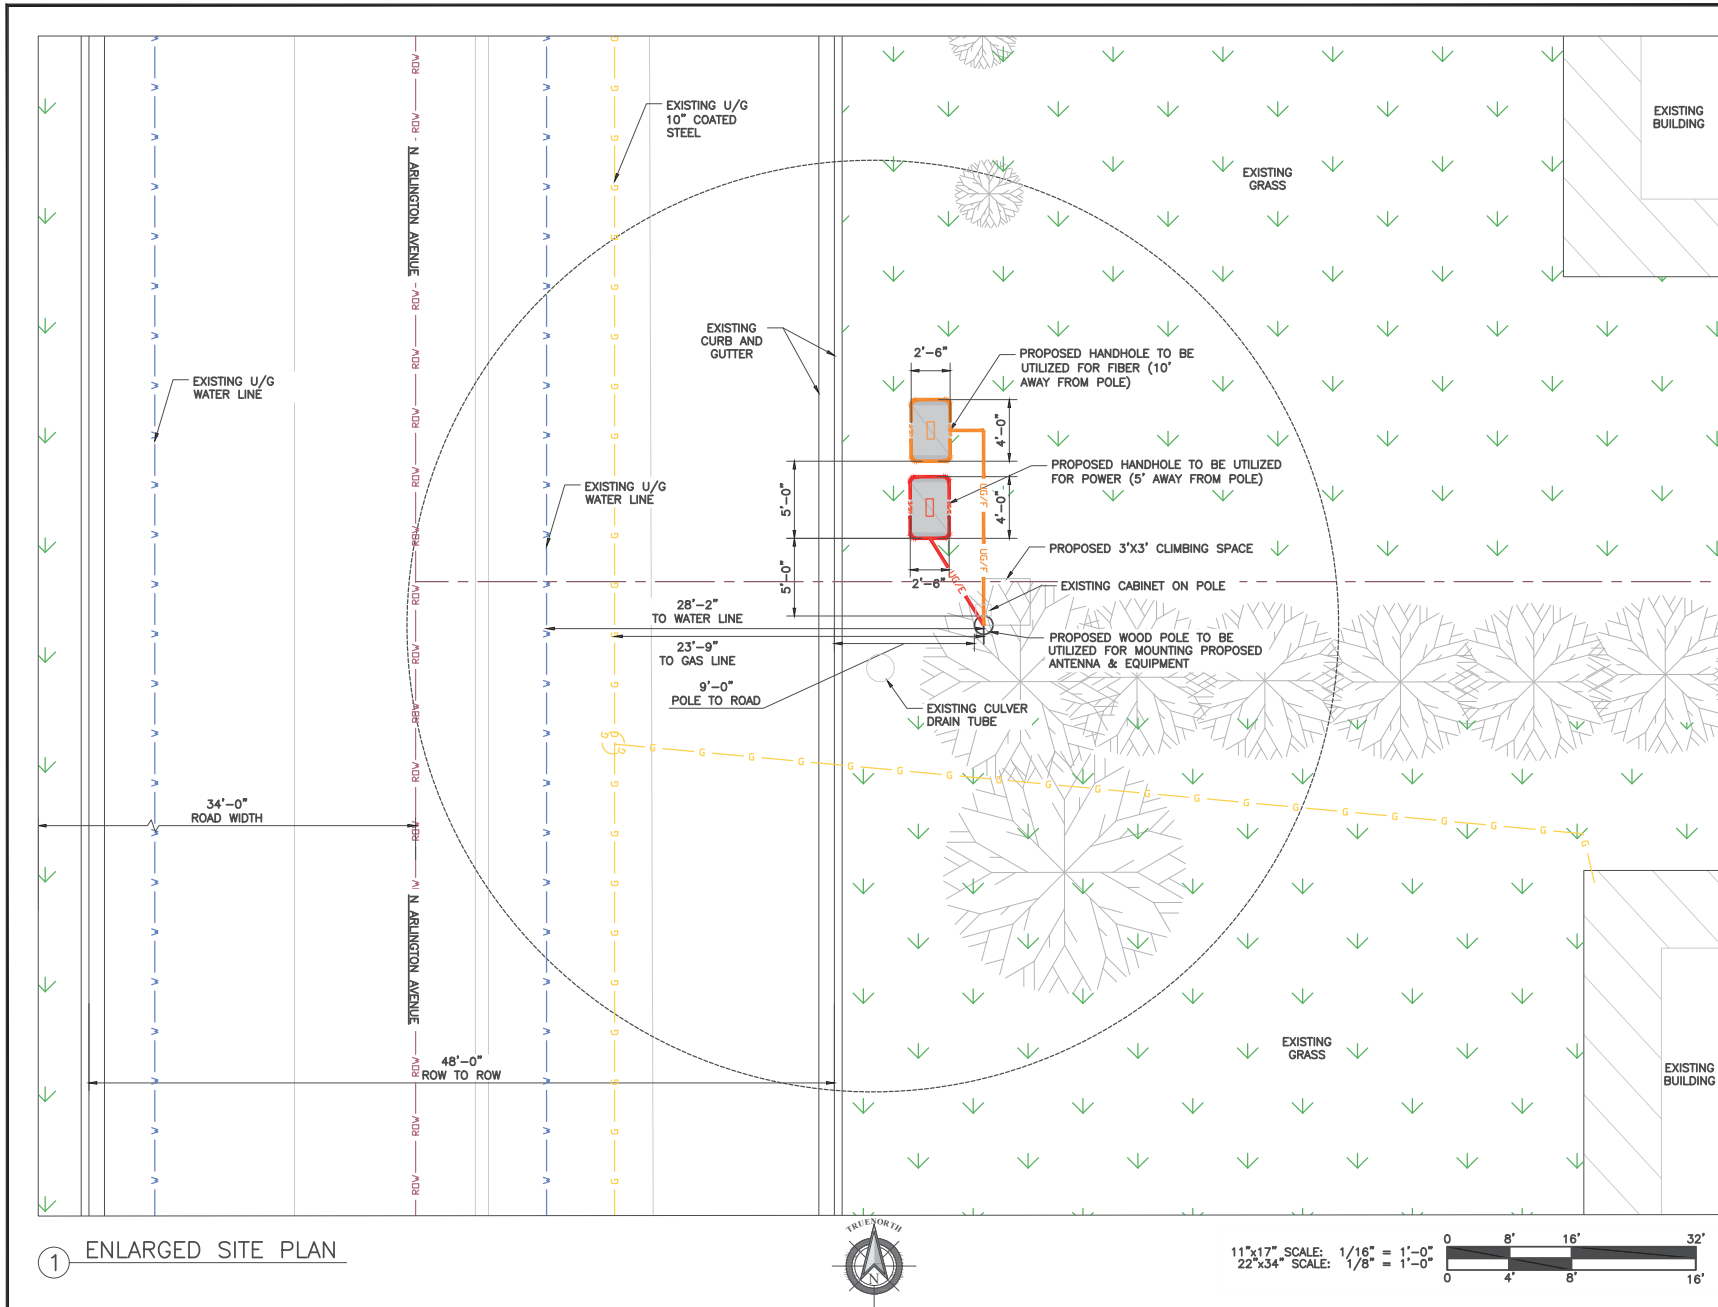 EXISTING U/G
10" COATED
STEEL
EXISTING
BUILDING
N ARLINGTON AVENUE
EXISTING
GRASS
EXISTING
CURB AND
GUTTER
2'-6"
PROPOSED HANDHOLE TO BE
UTILIZED FOR FIBER (10'
AWAY FROM POLE)
EXISTING U/G
WATER LINE
4'-0"
PROPOSED HANDHOLE TO BE UTILIZED
FOR POWER (5' AWAY FROM POLE)
EXISTING U/G
WATER LINE
5'-0"
4'-0"
UG/F
PROPOSED 3'X3' CLIMBING SPACE
UG/F
5'-0"
2'-6"
UG/E
EXISTING CABINET ON POLE
28'-2"
TO WATER LINE
PROPOSED WOOD POLE TO BE
UTILIZED FOR MOUNTING PROPOSED
ANTENNA & EQUIPMENT
23'-9"
TO GAS LINE
9'-0"
POLE TO ROAD
EXISTING CULVER
DRAIN TUBE
34'-0"
ROAD WIDTH
N ARLINGTON AVENUE
EXISTING
GRASS
48'-0"
ROW TO ROW
EXISTING
BUILDING
1
ENLARGED SITE PLAN
TRUENORTH
N
11"x17" SCALE: 1/16" = 1'-0"
22"x34" SCALE: 1/8" = 1'-0"
0 8' 16' 32'
0 4' 8' 16'